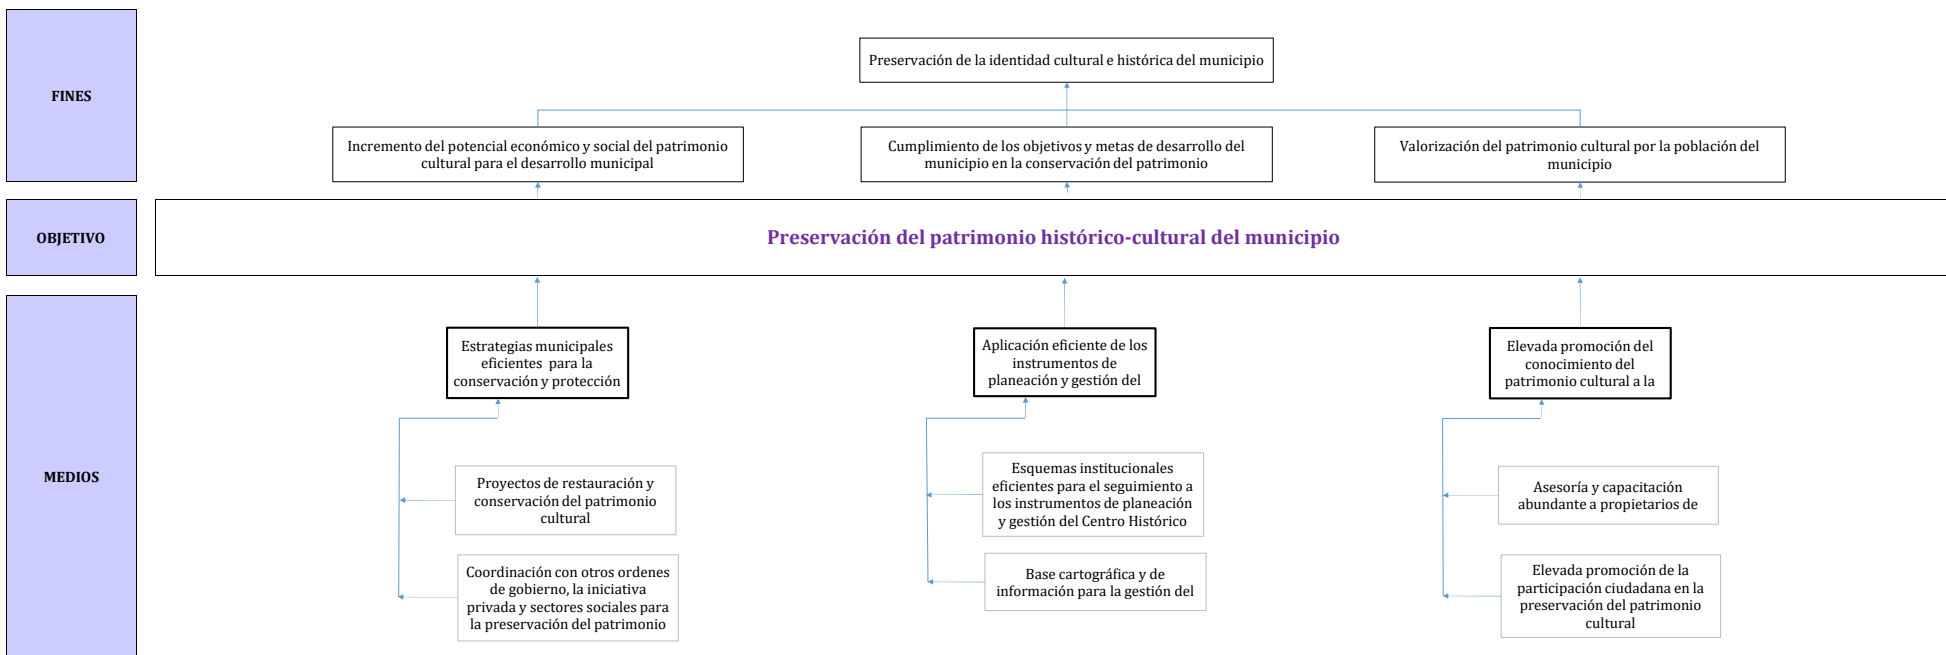 FINES
Preservación de la identidad cultural e histórica del municipio
Incremento del potencial económico y social del patrimonio
cultural para el desarrollo municipal
Cumplimiento de los objetivos y metas de desarrollo del
municipio en la conservación del patrimonio
Valorización del patrimonio cultural por la población del
municipio
OBJETIVO
Preservación del patrimonio histórico-cultural del municipio
MEDIOS
Estrategias municipales
eficientes para la
conservación y protección
Aplicación eficiente de los
instrumentos de
planeación y gestión del
Elevada promoción del
conocimiento del
patrimonio cultural a la
Proyectos de restauración y
conservación del patrimonio
cultural
Esquemas institucionales
eficientes para el seguimiento a
los instrumentos de planeación
y gestión del Centro Histórico
Asesoría y capacitación
abundante a propietarios de
Coordinación con otros ordenes
de gobierno, la iniciativa
privada y sectores sociales para
la preservación del patrimonio
Base cartográfica y de
información para la gestión del
Elevada promoción de la
participación ciudadana en la
preservación del patrimonio
cultural